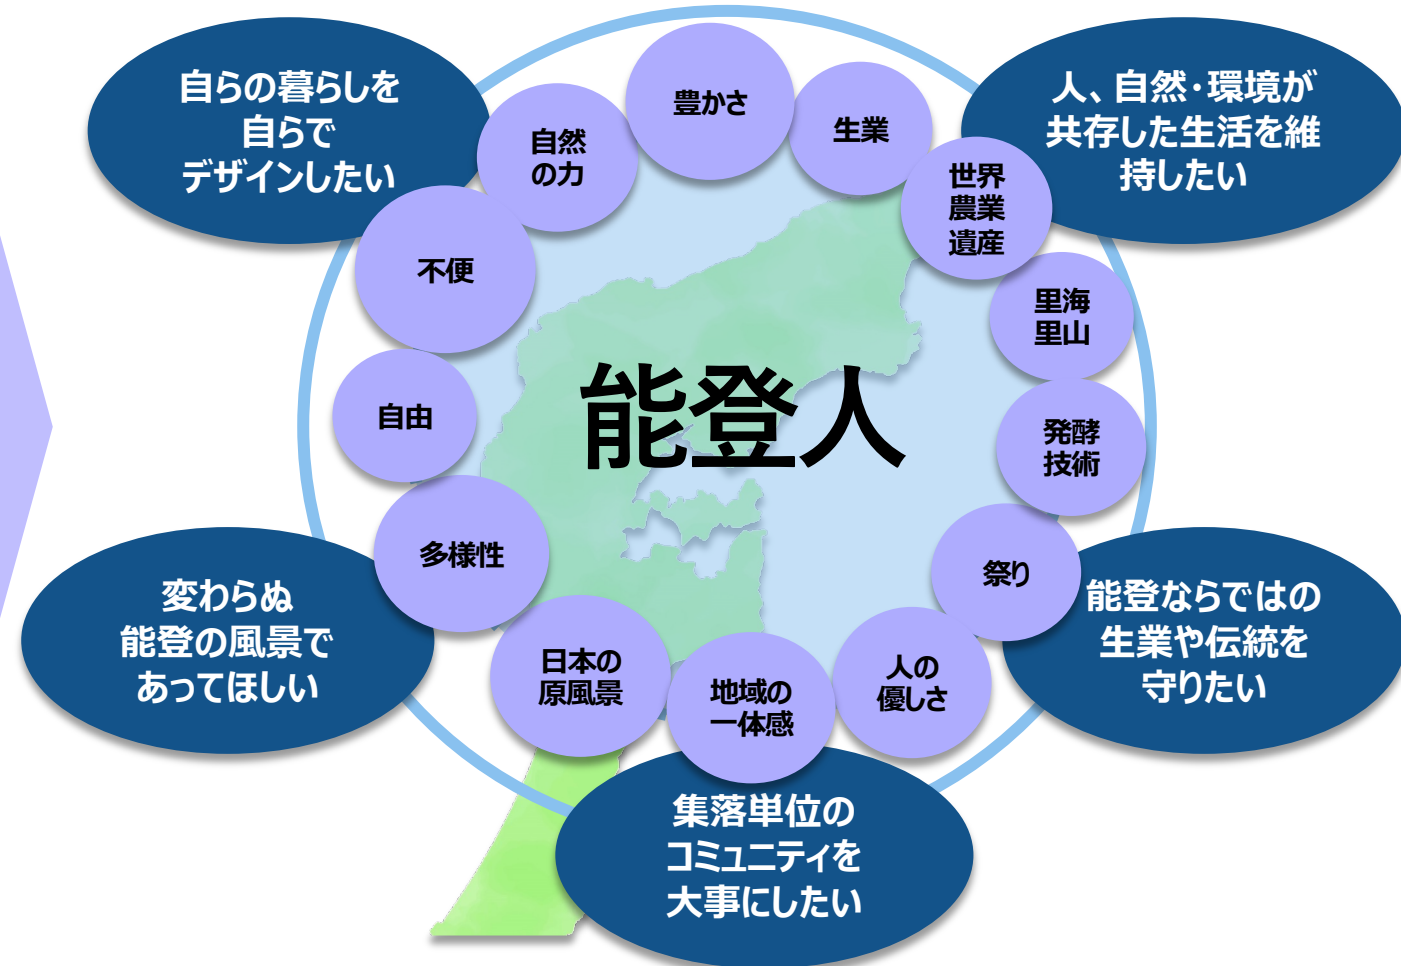 自らの暮らしを
自らで
デザインしたい
人、自然・環境が
共存した生活を維
持したい
豊かさ
生業
自然
の力
世界
農業
遺産
不便
里海
里山
能登人
自由
発酵
技術
多様性
祭り
変わらぬ
能登の風景で
あってほしい
能登ならではの
生業や伝統を
守りたい
日本の
原風景
地域の
一体感
人の
優しさ
集落単位の
コミュニティを
大事にしたい